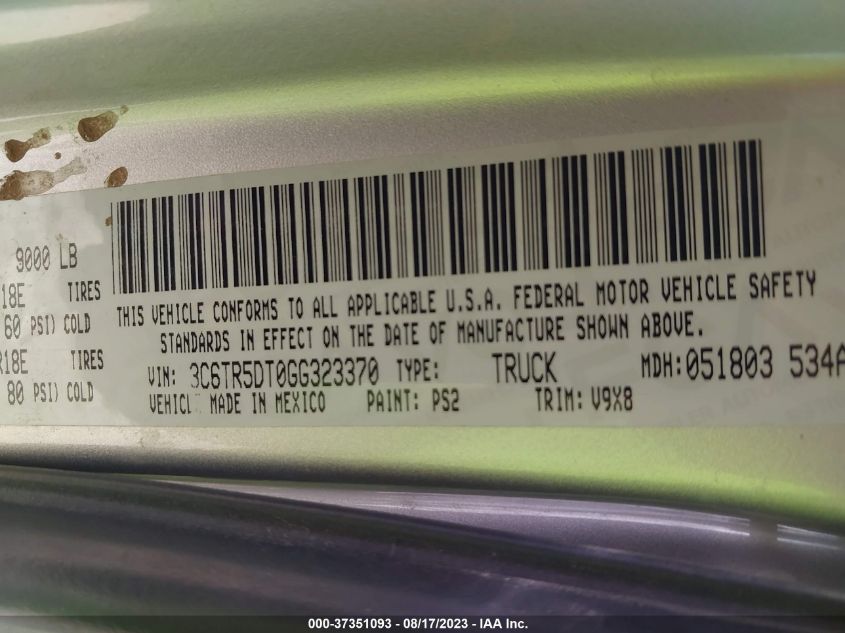 9000 LB
18E TIRES
60 PSI) COLD
R18E TIRES
80 PSI) COLD
THIS VEHICLE CONFORMS TO ALL APPLICABLE U.S.A. FEDERAL MOTOR VEHICLE SAFETY
STANDARDS IN EFFECT ON THE DATE OF MANUFACTURE SHOWN ABOVE.
VIN: 3C6TR5DT0GG323370 TYPE: TRUCK MDH:051803 534A
VEHICL MADE IN MEXICO PAINT: PS2 TRIM: V9X8
000-37351093 - 08/17/2023 - IAA Inc.